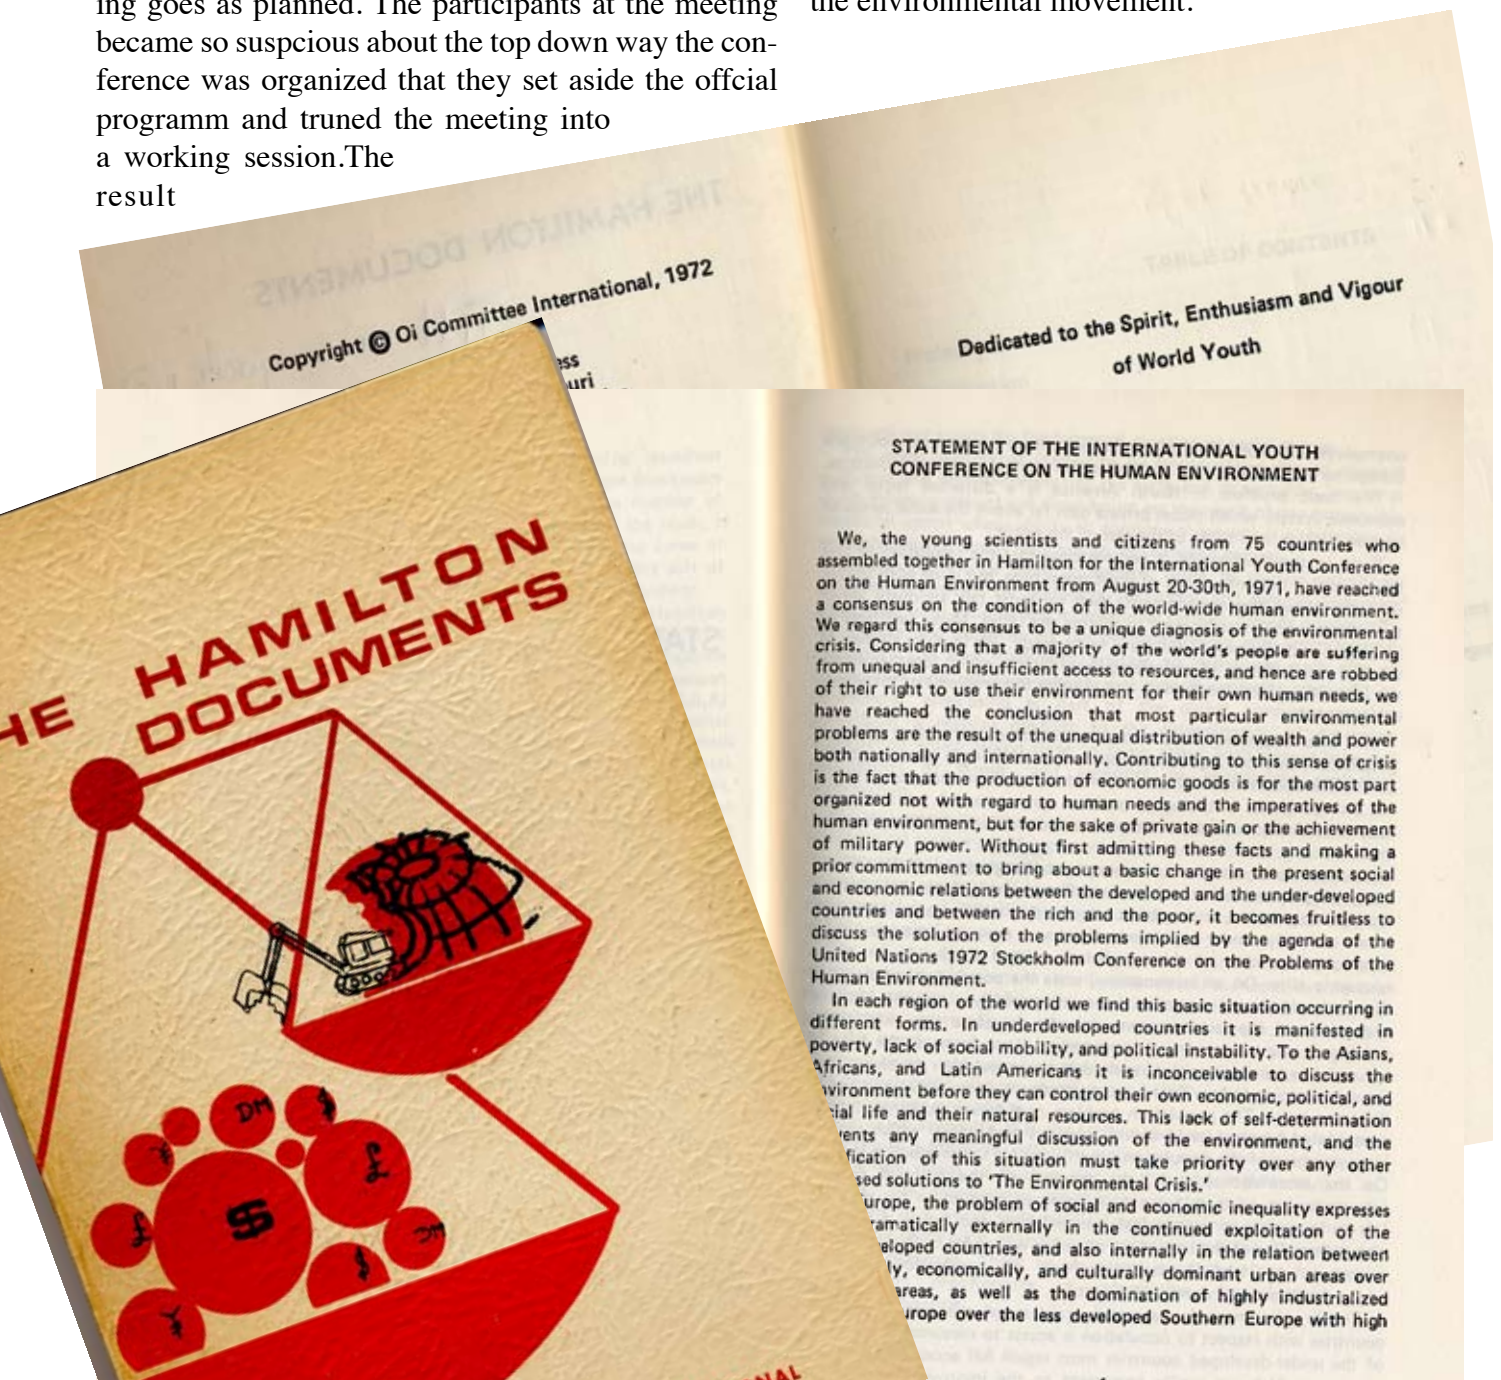 ing goes as planned. The participants at the meeting
became so suspcious about the top down way the con-
ference was organized that they set aside the offcial
programm and truned the meeting into
a working session.The
result
the environmental movement.
THE HAMILTON DOCUMENTS
Copyright © Oi Committee International, 1972
Dedicated to the Spirit, Enthusiasm and Vigour
of World Youth
HAMILTON
DOCUMENTS
DM
$
£
$
£
DM
$
¥
STATEMENT OF THE INTERNATIONAL YOUTH
CONFERENCE ON THE HUMAN ENVIRONMENT
We, the young scientists and citizens from 75 countries who
assembled together in Hamilton for the International Youth Conference
on the Human Environment from August 20-30th, 1971, have reached
a consensus on the condition of the world-wide human environment.
We regard this consensus to be a unique diagnosis of the environmental
crisis. Considering that a majority of the world's people are suffering
from unequal and insufficient access to resources, and hence are robbed
of their right to use their environment for their own human needs, we
have reached the conclusion that most particular environmental
problems are the result of the unequal distribution of wealth and power
both nationally and internationally. Contributing to this sense of crisis
is the fact that the production of economic goods is for the most part
organized not with regard to human needs and the imperatives of the
human environment, but for the sake of private gain or the achievement
of military power. Without first admitting these facts and making a
prior committment to bring about a basic change in the present social
and economic relations between the developed and the under-developed
countries and between the rich and the poor, it becomes fruitless to
discuss the solution of the problems implied by the agenda of the
United Nations 1972 Stockholm Conference on the Problems of the
Human Environment.
In each region of the world we find this basic situation occurring in
different forms. In underdeveloped countries it is manifested in
poverty, lack of social mobility, and political instability. To the Asians,
Africans, and Latin Americans it is inconceivable to discuss the
vironment before they can control their own economic, political, and
cial life and their natural resources. This lack of self-determination
ents any meaningful discussion of the environment, and the
fication of this situation must take priority over any other
sed solutions to 'The Environmental Crisis.'
urope, the problem of social and economic inequality expresses
ramatically externally in the continued exploitation of the
eloped countries, and also internally in the relation between
ly, economically, and culturally dominant urban areas over
areas, as well as the domination of highly industrialized
urope over the less developed Southern Europe with high